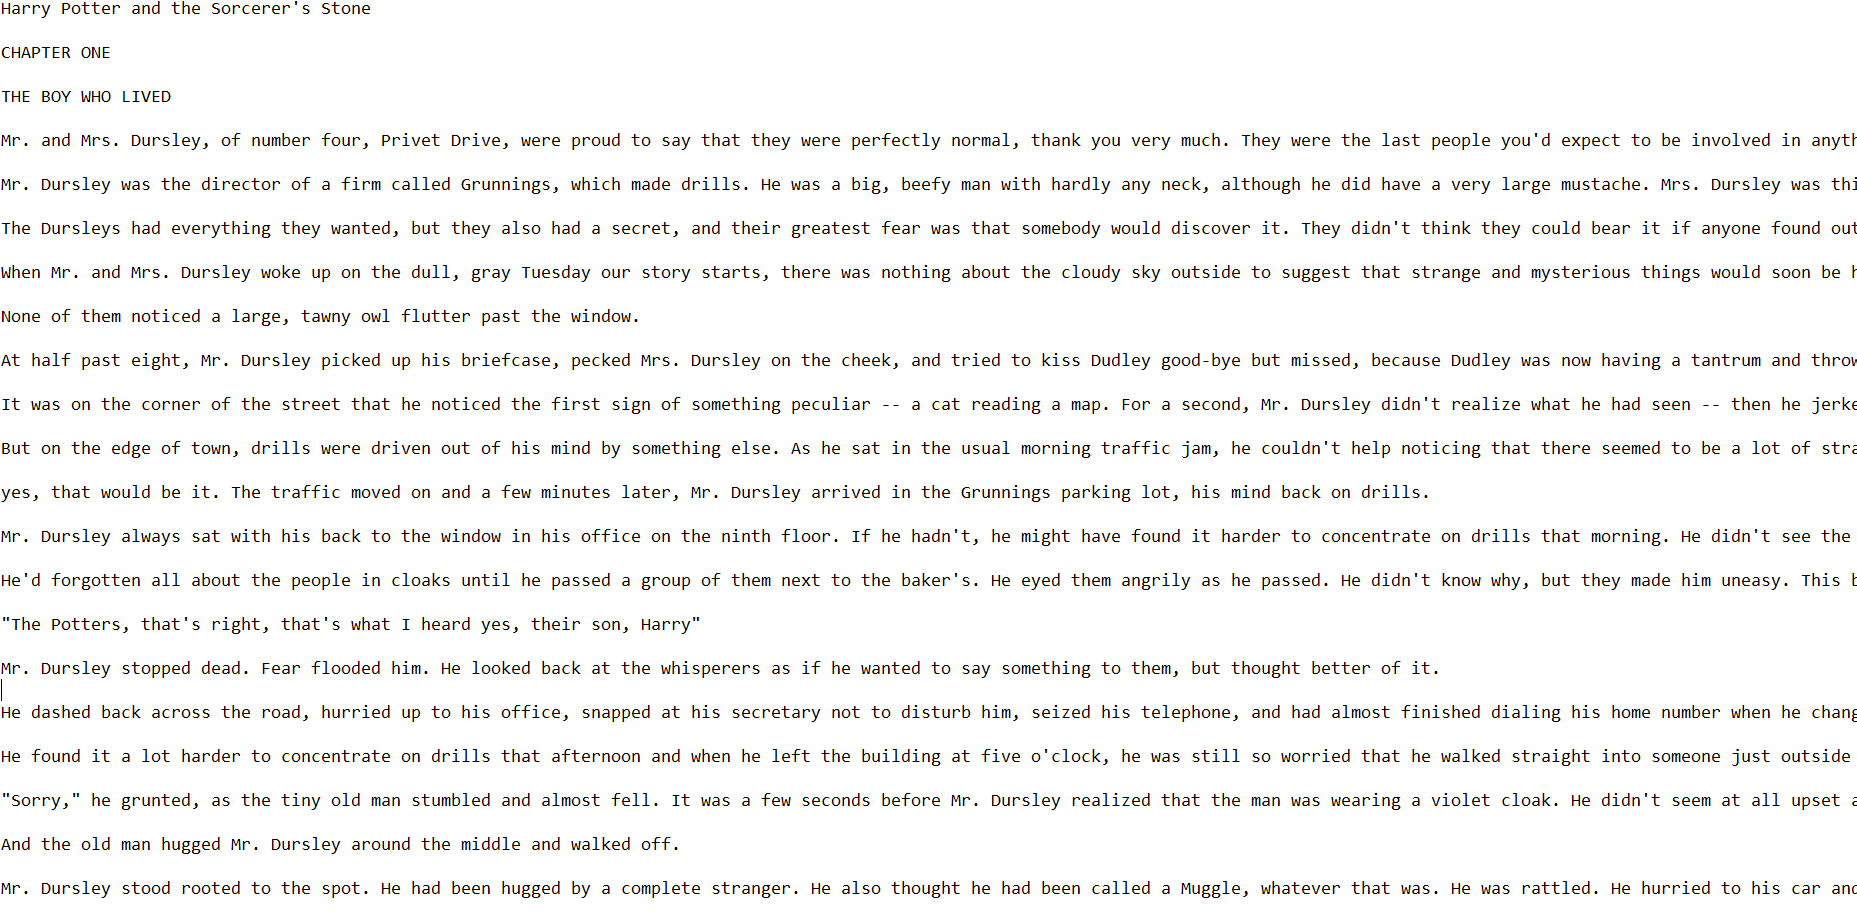 Harry Potter and the Sorcerer's Stone
CHAPTER ONE
THE BOY WHO LIVED
Mr. and Mrs. Dursley, of number four, Privet Drive, were proud to say that they were perfectly normal, thank you very much. They were the last people you'd expect to be involved in
Mr. Dursley was the director of a firm called Grunnings, which made drills. He was a big, beefy man with hardly any neck, although he did have a very large mustache. Mrs. Dursley was
The Dursleys had everything they wanted, but they also had a secret, and their greatest fear was that somebody would discover it. They didn't think they could bear it if anyone found out
When Mr. and Mrs. Dursley woke up on the dull, gray Tuesday our story starts, there was nothing about the cloudy sky outside to suggest that strange and mysterious things would soon be
None of them noticed a large, tawny owl flutter past the window.
At half past eight, Mr. Dursley picked up his briefcase, pecked Mrs. Dursley on the cheek, and tried to kiss Dudley good-bye but missed, because Dudley was now having a tantrum and
It was on the corner of the street that he noticed the first sign of something peculiar -- a cat reading a map. For a second, Mr. Dursley didn't realize what he had seen -- then he
But on the edge of town, drills were driven out of his mind by something else. As he sat in the usual morning traffic jam, he couldn't help noticing that there seemed to be a lot of
yes, that would be it. The traffic moved on and a few minutes later, Mr. Dursley arrived in the Grunnings parking lot, his mind back on drills.
Mr. Dursley always sat with his back to the window in his office on the ninth floor. If he hadn't, he might have found it harder to concentrate on drills that morning. He didn't see the
He'd forgotten all about the people in cloaks until he passed a group of them next to the baker's. He eyed them angrily as he passed. He didn't know why, but they made him uneasy. This
"The Potters, that's right, that's what I heard yes, their son, Harry"
Mr. Dursley stopped dead. Fear flooded him. He looked back at the whisperers as if he wanted to say something to them, but thought better of it.
He dashed back across the road, hurried up to his office, snapped at his secretary not to disturb him, seized his telephone, and had almost finished dialing his home number when he
He found it a lot harder to concentrate on drills that afternoon and when he left the building at five o'clock, he was still so worried that he walked straight into someone just outside
"Sorry," he grunted, as the tiny old man stumbled and almost fell. It was a few seconds before Mr. Dursley realized that the man was wearing a violet cloak. He didn't seem at all upset
And the old man hugged Mr. Dursley around the middle and walked off.
Mr. Dursley stood rooted to the spot. He had been hugged by a complete stranger. He also thought he had been called a Muggle, whatever that was. He was rattled. He hurried to his car and